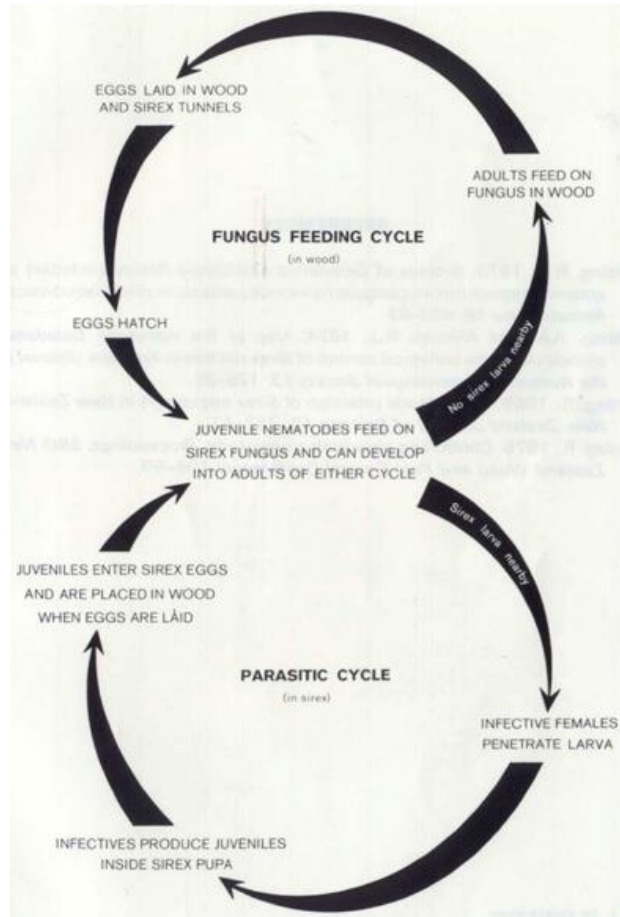 EGGS LAID IN WOOD
AND SIREX TUNNELS
ADULTS FEED ON
FUNGUS IN WOOD
FUNGUS FEEDING CYCLE
(in wood)
EGGS HATCH
No sirex larva nearby
JUVENILE NEMATODES FEED ON
SIREX FUNGUS AND CAN DEVELOP
INTO ADULTS OF EITHER CYCLE
Sirex larva nearby
JUVENILES ENTER SIREX EGGS
AND ARE PLACED IN WOOD
WHEN EGGS ARE LAID
PARASITIC CYCLE
(in sirex)
INFECTIVE FEMALES
PENETRATE LARVA
INFECTIVES PRODUCE JUVENILES
INSIDE SIREX PUPA